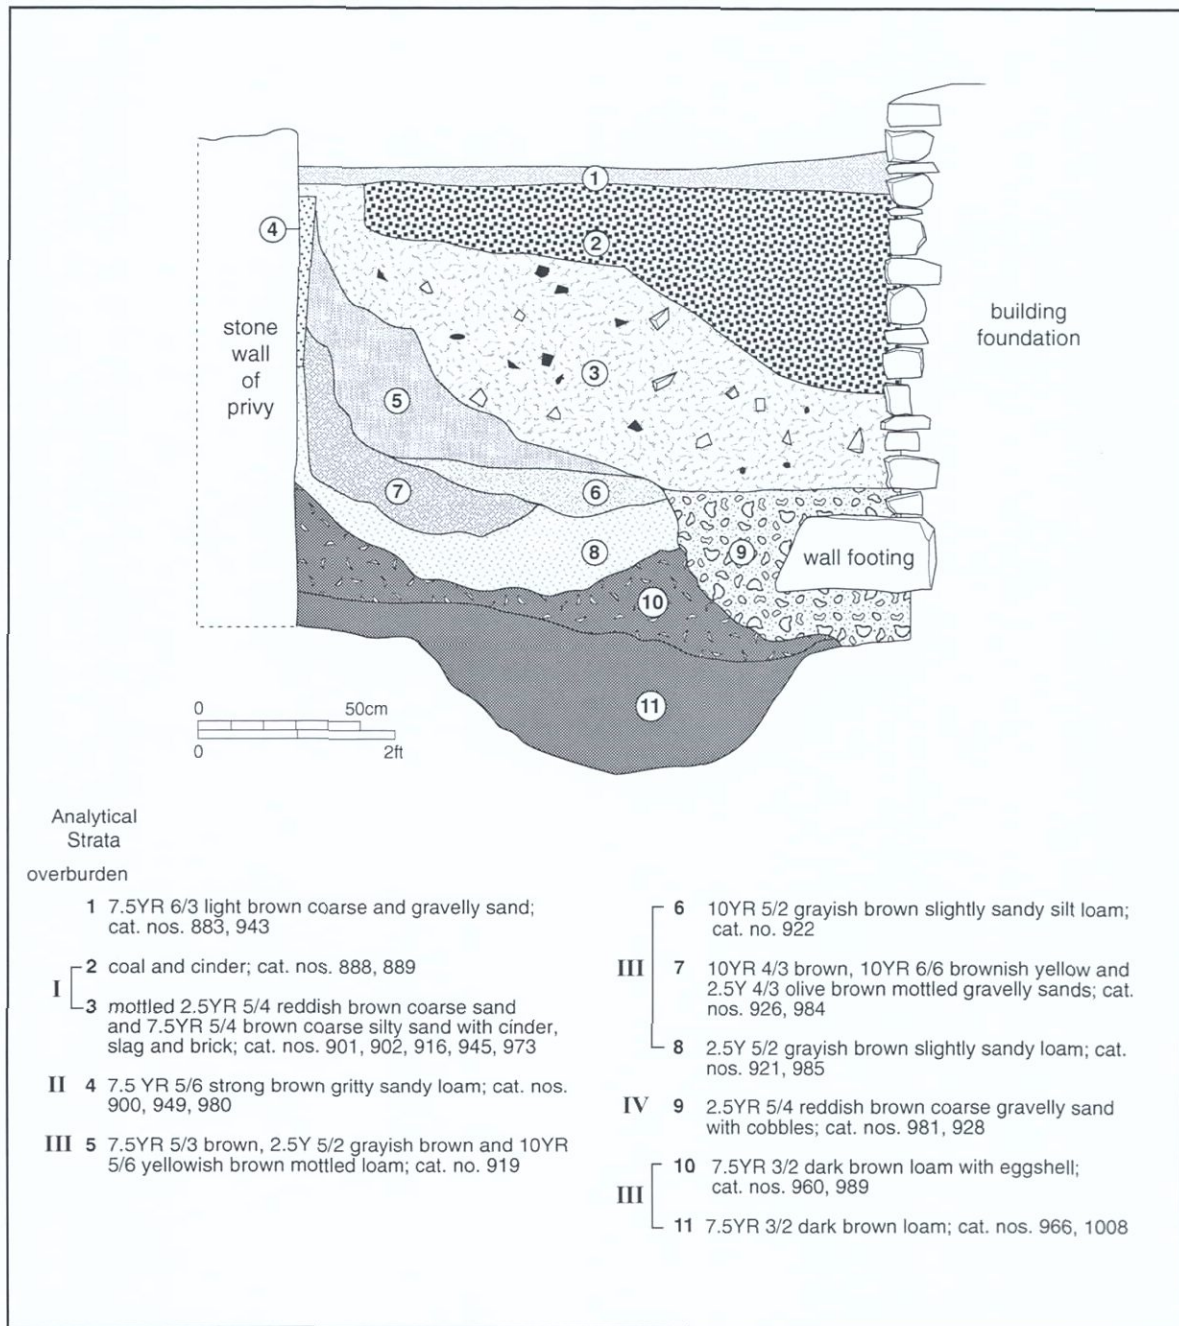 1
4
2
stone
wall
of
privy
building
foundation
3
5
6
7
8
9
wall footing
10
11
0 50cm
0 2ft
Analytical
Strata
overburden
1 7.5YR 6/3 light brown coarse and gravelly sand;
cat. nos. 883, 943
I
2 coal and cinder; cat. nos. 888, 889
3 mottled 2.5YR 5/4 reddish brown coarse sand
and 7.5YR 5/4 brown coarse silty sand with cinder,
slag and brick; cat. nos. 901, 902, 916, 945, 973
II 4 7.5 YR 5/6 strong brown gritty sandy loam; cat. nos.
900, 949, 980
III 5 7.5YR 5/3 brown, 2.5Y 5/2 grayish brown and 10YR
5/6 yellowish brown mottled loam; cat. no. 919
6 10YR 5/2 grayish brown slightly sandy silt loam;
cat. no. 922
III 7 10YR 4/3 brown, 10YR 6/6 brownish yellow and
2.5Y 4/3 olive brown mottled gravelly sands; cat.
nos. 926, 984
8 2.5Y 5/2 grayish brown slightly sandy loam; cat.
nos. 921, 985
IV 9 2.5YR 5/4 reddish brown coarse gravelly sand
with cobbles; cat. nos. 981, 928
10 7.5YR 3/2 dark brown loam with eggshell;
cat. nos. 960, 989
III
11 7.5YR 3/2 dark brown loam; cat. nos. 966, 1008